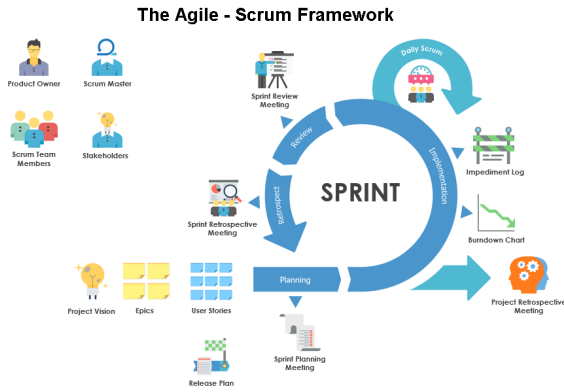 The Agile - Scrum Framework
Product Owner
Scrum Master
Scrum Team
Members
Stakeholders
Sprint Review
Meeting
Daily Scrum
Review
Implementation
Impediment Log
SPRINT
Retrospect
Sprint Retrospective
Meeting
Burndown Chart
Planning
Project Vision
Epics
User Stories
Project Retrospective
Meeting
Sprint Planning
Meeting
Release Plan